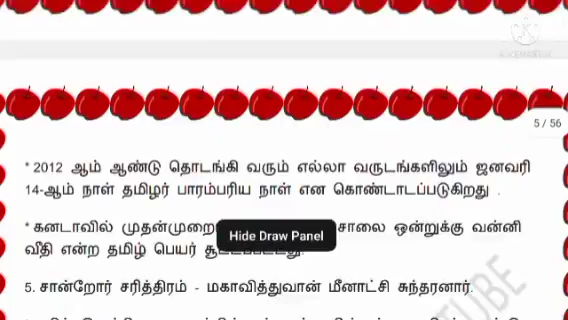 5 / 56
* 2012 ஆம் ஆண்டு தொடங்கி வரும் எல்லா வருடங்களிலும் ஜனவரி
14-ஆம் நாள் தமிழர் பாரம்பரிய நாள் என கொண்டாடப்படுகிறது .
* கனடாவில் சாலை ஒன்றுக்கு வன்னி
Hide Draw Panel
வீதி என்ற தமிழ் பெயர்
5. சான்றோர் சரித்திரம் - மகாவித்துவான் மீனாட்சி சுந்தரனார்.